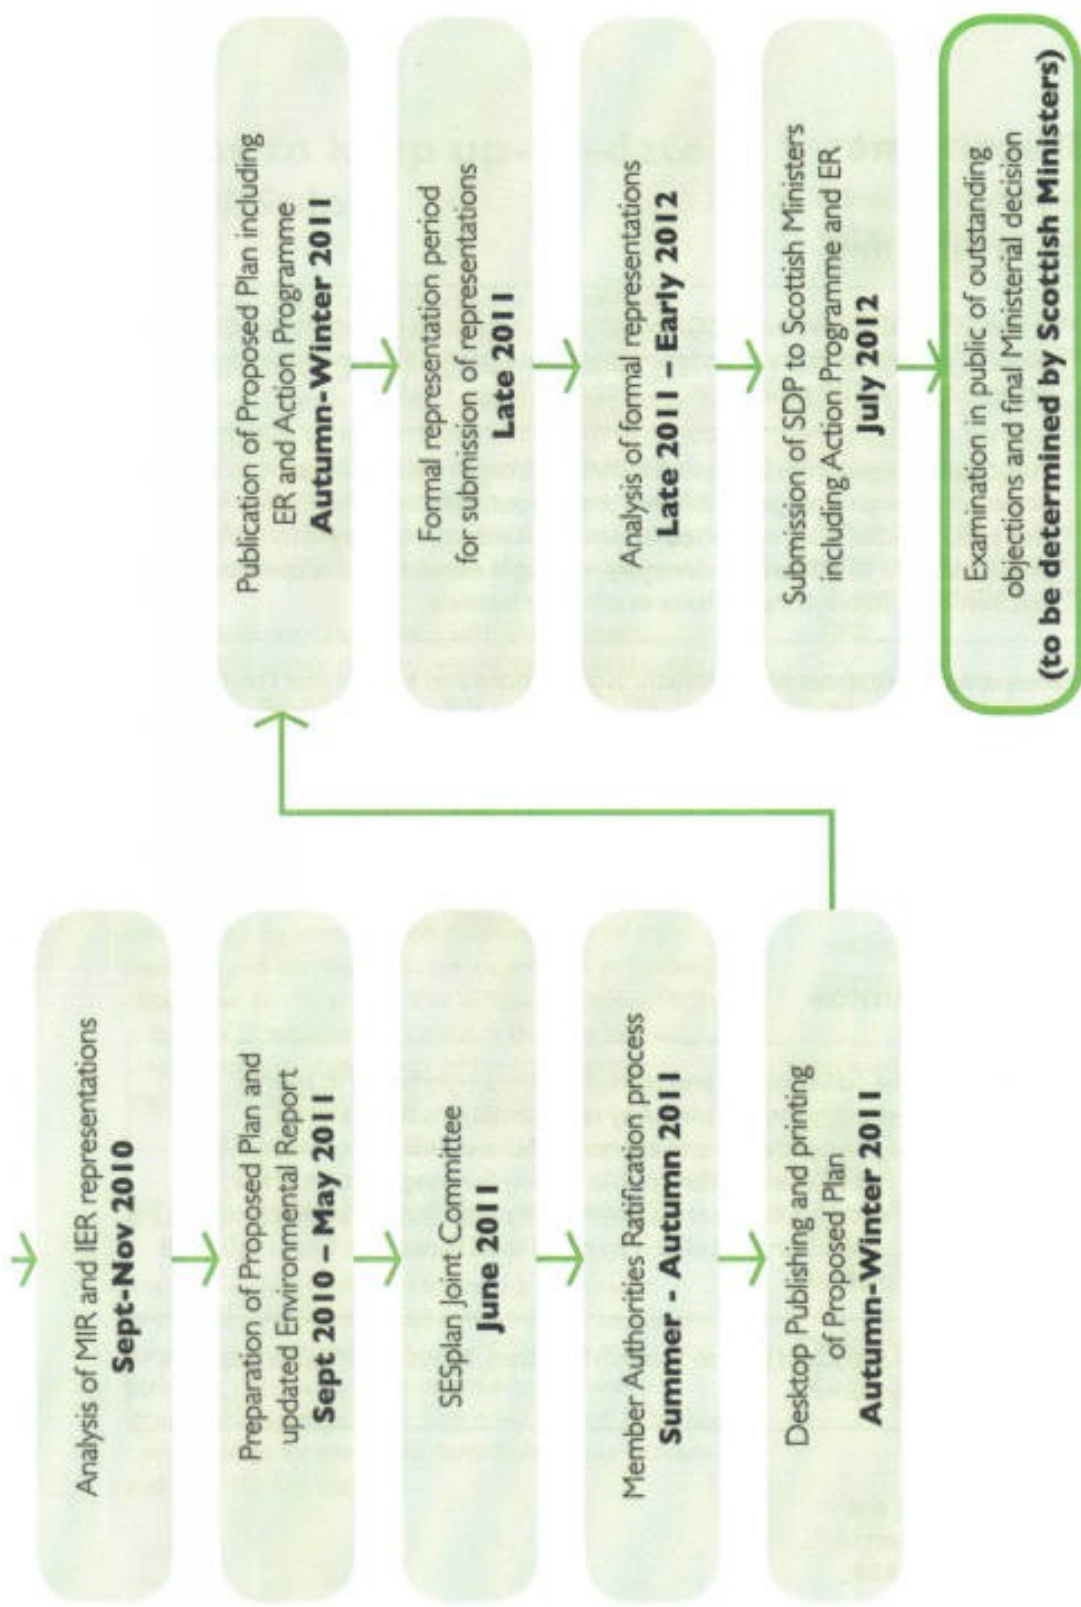 Analysis of MIR and IER representations
Sept-Nov 2010
Preparation of Proposed Plan and
updated Environmental Report
Sept 2010 – May 2011
SESplan Joint Committee
June 2011
Member Authorities Ratification process
Summer - Autumn 2011
Desktop Publishing and printing
of Proposed Plan
Autumn-Winter 2011
Publication of Proposed Plan including
ER and Action Programme
Autumn-Winter 2011
Formal representation period
for submission of representations
Late 2011
Analysis of formal representations
Late 2011 – Early 2012
Submission of SDP to Scottish Ministers
including Action Programme and ER
July 2012
Examination in public of outstanding
objections and final Ministerial decision
(to be determined by Scottish Ministers)